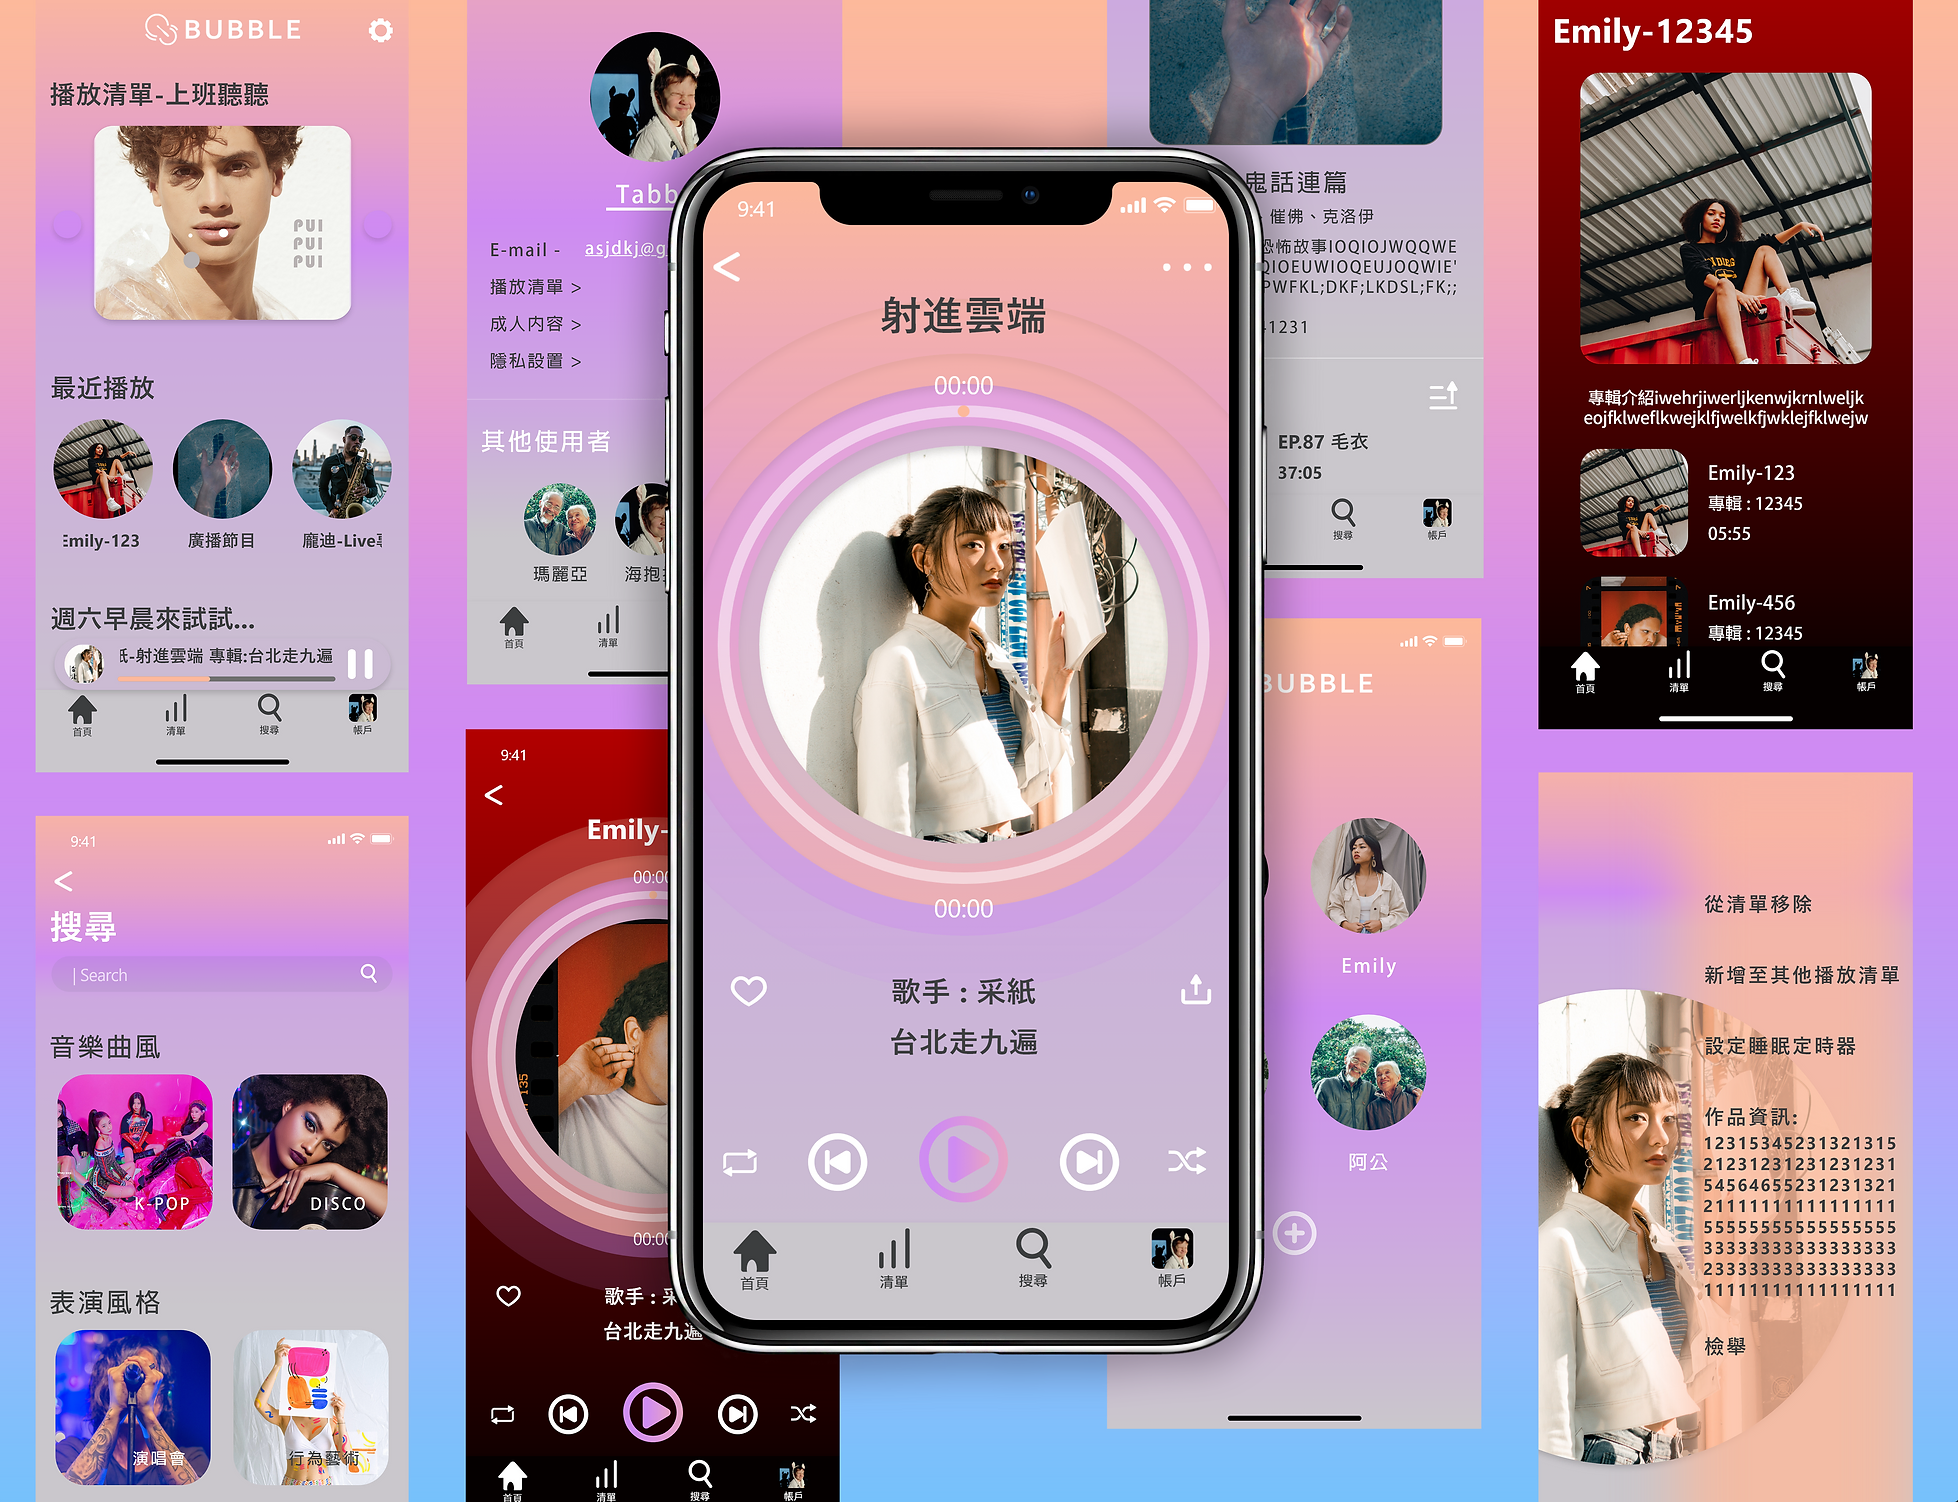 BUBBLE
播放清單-上班聽聽
PUI
PUI
PUI
最近播放
Emily-123
廣播節目
龐迪-Live
週六早晨來試試...
-射進雲端 專輯:台北走九遍
首頁
清單
搜尋
帳戶
9:41
<
搜尋
| Search
音樂曲風
K-POP
DISCO
表演風格
演唱會
行為藝術
Tabb
E-mail -
asjdkj@g
播放清單 >
成人內容 >
隱私設置 >
其他使用者
瑪麗亞
海抱
首頁
清單
9:41
<
Emily-
00:00
00:00
歌手 : 采
台北走九遍
首頁
清單
搜尋
帳戶
9:41
<
射進雲端
00:00
00:00
歌手 : 采紙
台北走九遍
首頁
清單
搜尋
帳戶
鬼話連篇
催佛、克洛伊
恐怖故事IOQIOJWQQWE
QIOEUWIOQEUJOQWIE'
PWFKL;DKF;LKDSL;FK;;
-1231
EP.87 毛衣
37:05
搜尋
帳戶
BUBBLE
Emily
阿公
Emily-12345
專輯介紹iwehrjiwerljkenwjkrnlweljk
eojfklweflkwejklfjwelkfjwklejfklwejw
Emily-123
專輯 : 12345
05:55
Emily-456
專輯 : 12345
首頁
清單
搜尋
帳戶
從清單移除
新增至其他播放清單
設定睡眠定時器
作品資訊:
12315345231321315
21231231231231231
54564655231231321
21111111111111111
55555555555555555
33333333333333333
23333333333333333
11111111111111111
檢舉